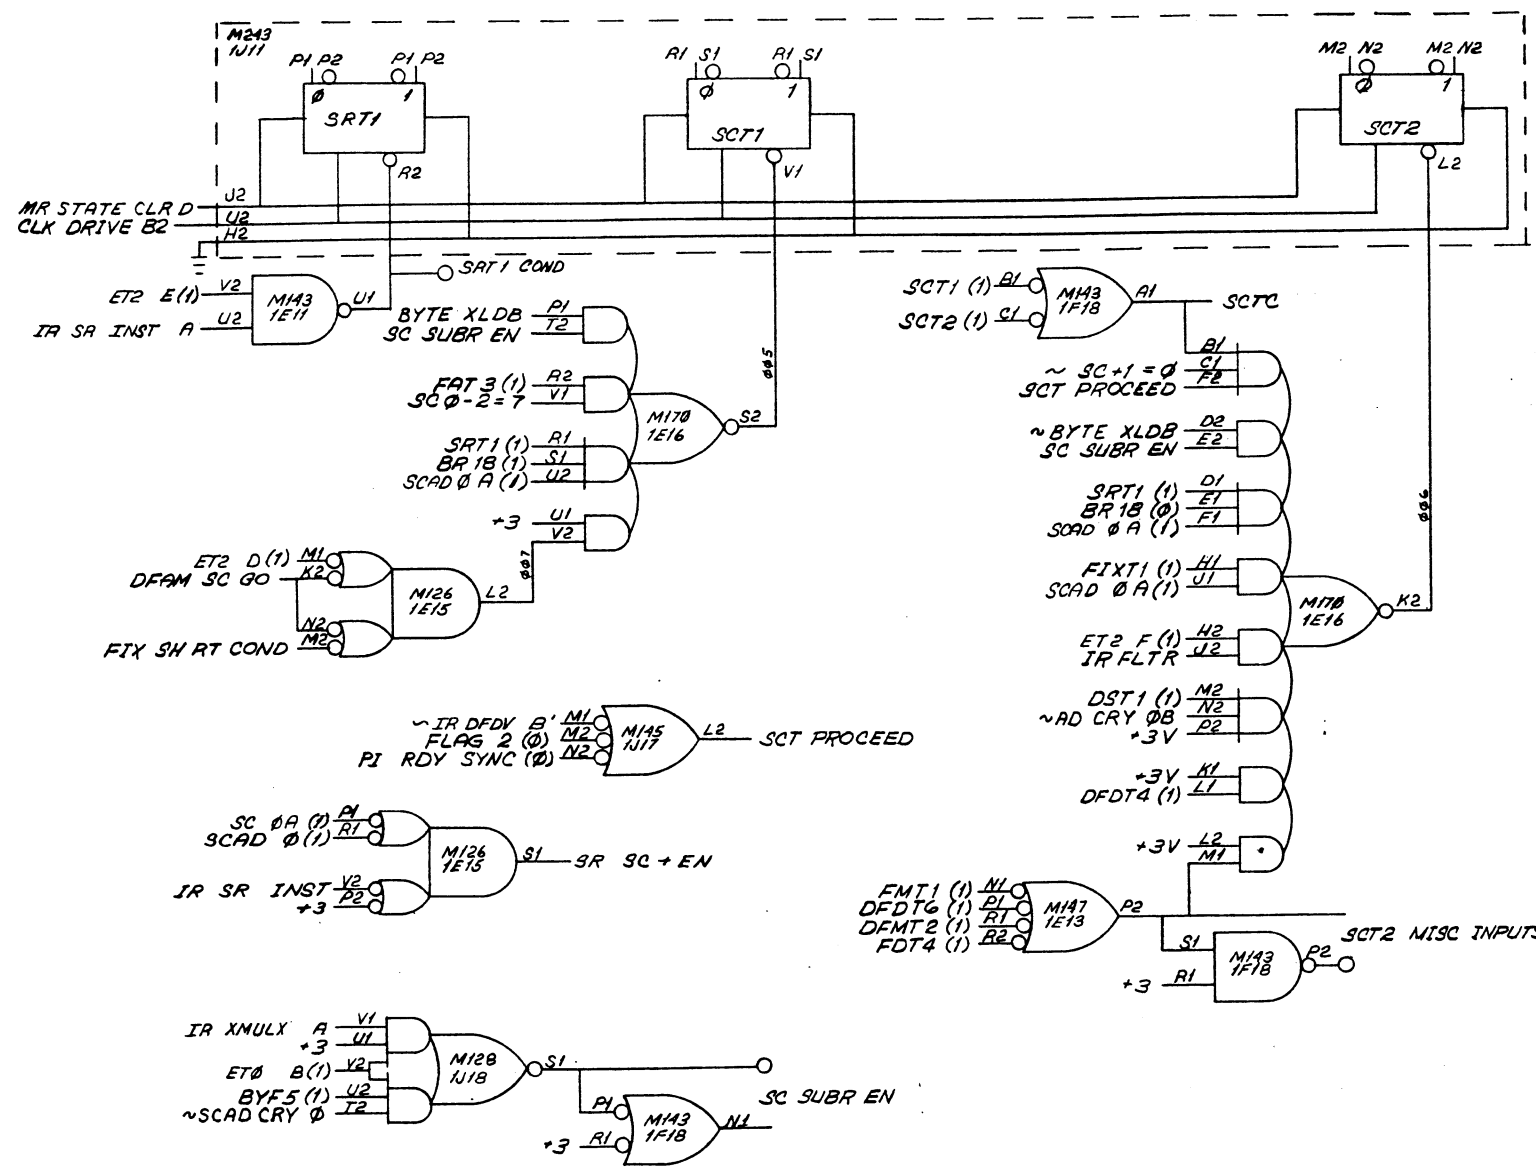 M243
1J11
P1 P2 P1 P2
Ø 1
SRT1
R2
R1 S1 R1 S1
Ø 1
SCT1
V1
M2 N2 M2 N2
Ø 1
SCT2
L2
MR STATE CLR D J2
CLK DRIVE B2 U2
H2
SRT1 COND
ET2 E(1) V2
IR SR INST A U2
M143
1E11
U1
BYTE XLDB P1
SC SUBR EN T2
FAT 3 (1) R2
SC Ø-2=7 V1
SRT1 (1) R1
BR 18 (1) S1
SCAD Ø A (1) U2
+3 U1
V2
M170
1E16
S2
ØØ5
ØØ7
ET2 D (1) M1
DFAM SC GO K2
N2
FIX SH RT COND M2
M126
1E15
L2
~IR DFDV B M1
FLAG 2 (Ø) M2
PI RDY SYNC (Ø) N2
M145
1J17
L2
SCT PROCEED
SC ØA (1) P1
SCAD Ø (1) R1
IR SR INST V2
+3 P2
M126
1E15
S1
SR SC + EN
IR XMULX A V1
+3 U1
ETØ B(1) V2
BYF5 (1) U2
~SCAD CRY Ø T2
M128
1J18
S1
SC SUBR EN
P1
+3 R1
M143
1F18
N1
SCT1 (1) B1
SCT2 (1) C1
M143
1F18
A1
SCTC
B1
~ SC+1=Ø C1
SCT PROCEED F2
~BYTE XLDB D2
SC SUBR EN E2
SRT1 (1) D1
BR 18 (Ø) E1
SCAD Ø A (1) F1
FIXT1 (1) H1
SCAD Ø A (1) J1
ET2 F (1) H2
IR FLTR J2
DST1 (1) M2
~AD CRY ØB N2
+3V P2
+3V K1
DFDT4 (1) L1
+3V L2
M1
M170
1E16
K2
ØØ6
FMT1 (1) N1
DFDT6 (1) P1
DFMT2 (1) R1
FDT4 (1) R2
M147
1E13
P2
SCT2 MISC INPUTS
S1
+3 R1
M143
1F18
P2